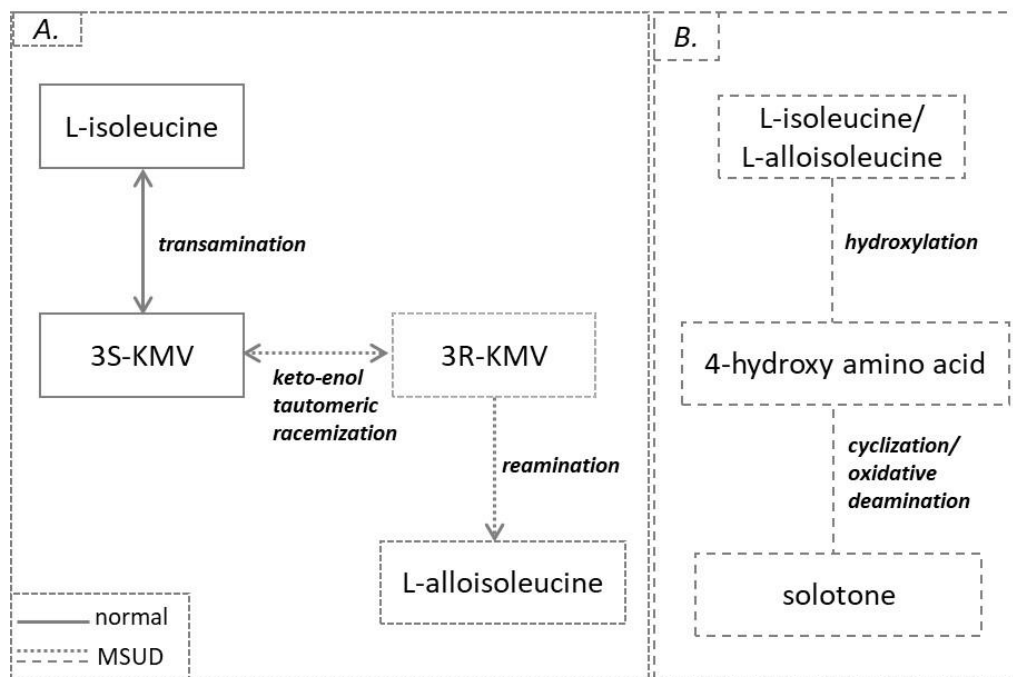 A.
L-isoleucine
transamination
3S-KMV
3R-KMV
keto-enol
tautomeric
racemization
reamination
L-alloisoleucine
normal
MSUD
B.
L-isoleucine/
L-alloisoleucine
hydroxylation
4-hydroxy amino acid
cyclization/
oxidative
deamination
solotone